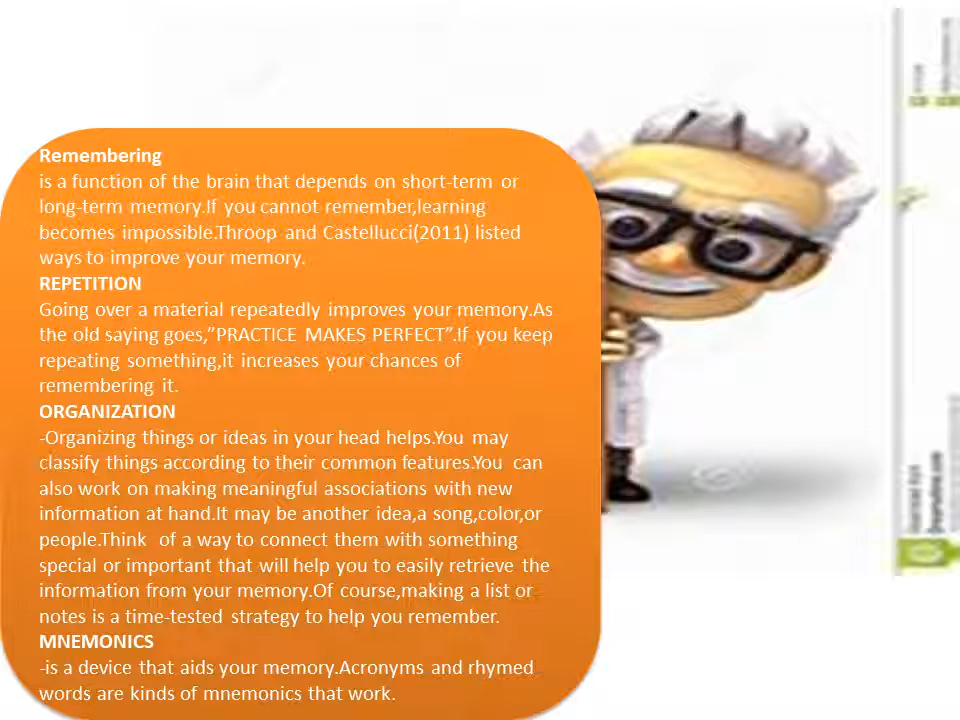 Remembering
is a function of the brain that depends on short-term or
long-term memory.If you cannot remember,learning
becomes impossible.Throop and Castellucci(2011) listed
ways to improve your memory.
REPETITION
Going over a material repeatedly improves your memory.As
the old saying goes,”PRACTICE MAKES PERFECT”.If you keep
repeating something,it increases your chances of
remembering it.
ORGANIZATION
-Organizing things or ideas in your head helps.You may
classify things according to their common features.You can
also work on making meaningful associations with new
information at hand.It may be another idea,a song,color,or
people.Think of a way to connect them with something
special or important that will help you to easily retrieve the
information from your memory.Of course,making a list or
notes is a time-tested strategy to help you remember.
MNEMONICS
-is a device that aids your memory.Acronyms and rhymed
words are kinds of mnemonics that work.